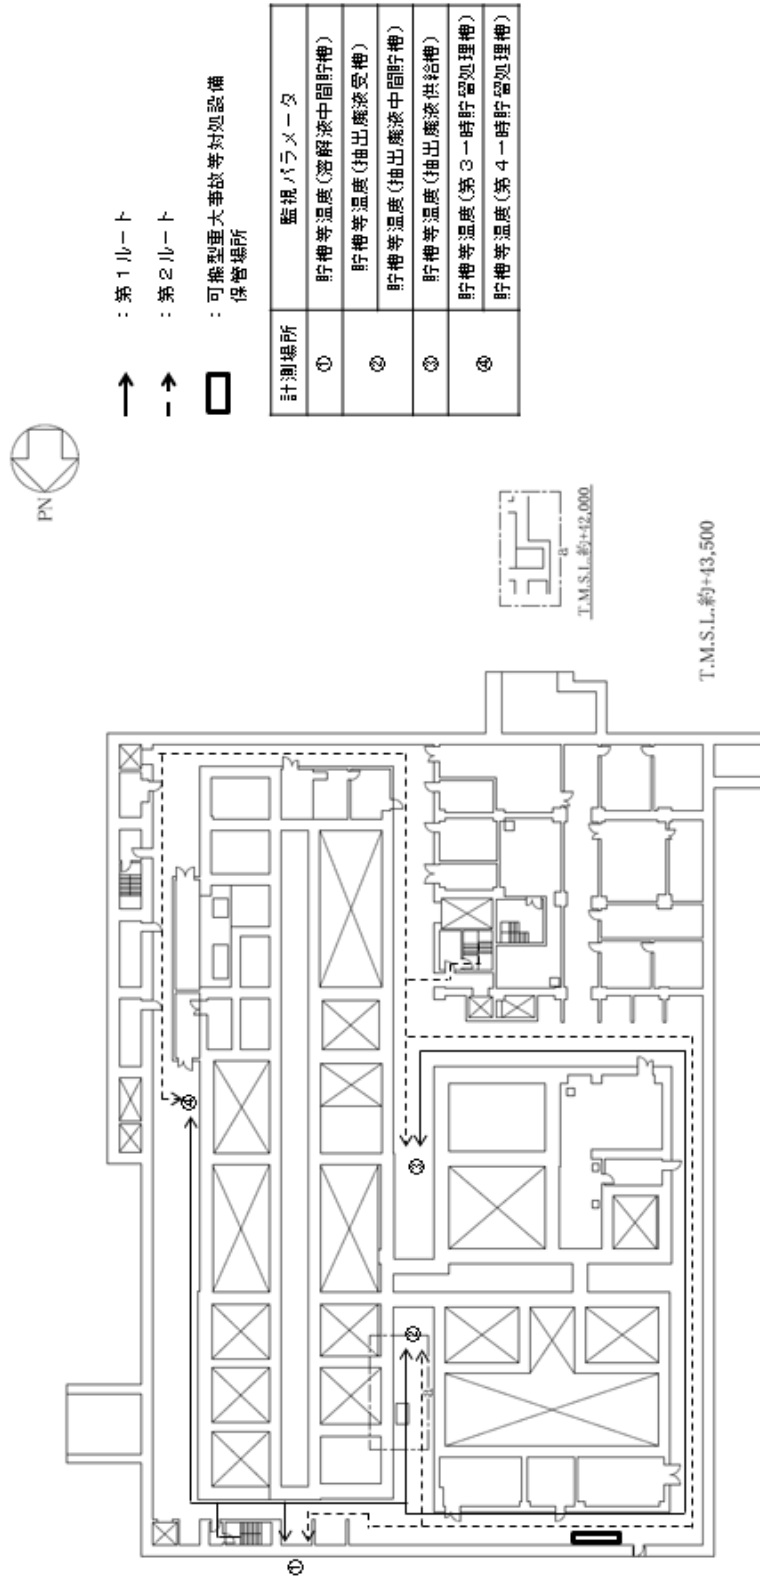 : 第1ルート
: 第2ルート
: 可搬型重大事故等対処設備
保管場所
計測場所 監視パラメータ
① 貯槽等温度(溶解液中間貯槽)
② 貯槽等温度(抽出廃液受槽)
貯槽等温度(抽出廃液中間貯槽)
③ 貯槽等温度(抽出廃液供給槽)
④ 貯槽等温度(第3一時貯留処理槽)
貯槽等温度(第4一時貯留処理槽)
PN
a
T.M.S.L.約+42,000
T.M.S.L.約+43,500
④
③
②
a
①